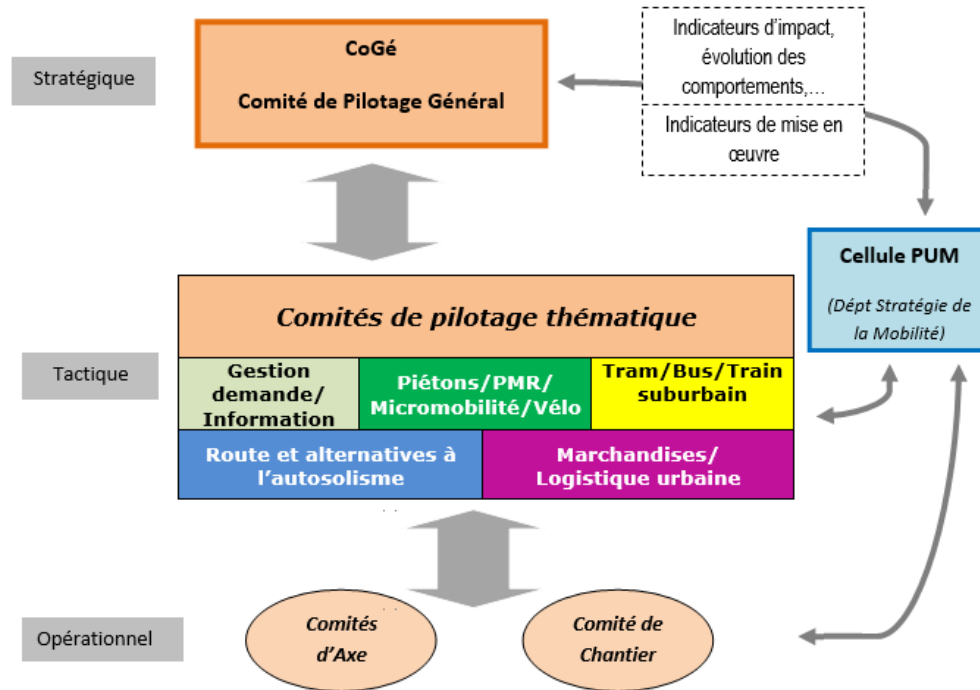 Stratégique
CoGé
Comité de Pilotage Général
Indicateurs d’impact,
évolution des
comportements,…
Indicateurs de mise en
œuvre
Cellule PUM
(Dépt Stratégie de
la Mobilité)
Tactique
Comités de pilotage thématique
Gestion
demande/
Information
Piétons/PMR/
Micromobilité/Vélo
Tram/Bus/Train
suburbain
Route et alternatives à
l’autosolisme
Marchandises/
Logistique urbaine
Opérationnel
Comités
d’Axe
Comité de
Chantier